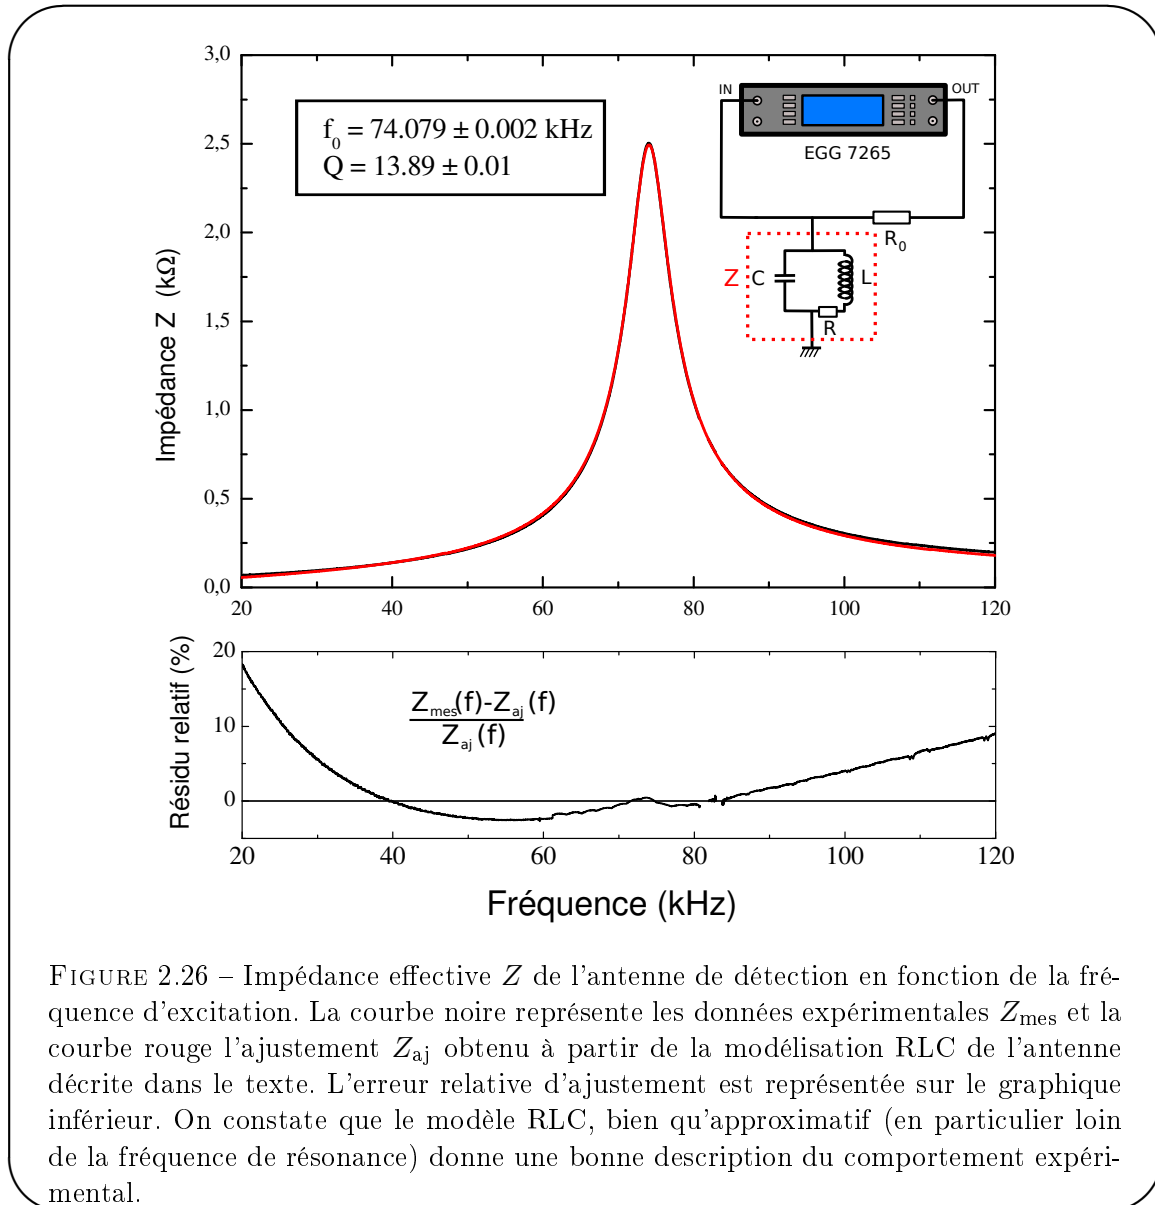 3,0
2,5
2,0
1,5
1,0
0,5
0,0
Impédance Z (kΩ)
f0 = 74.079 ± 0.002 kHz
Q = 13.89 ± 0.01
IN
OUT
EGG 7265
R0
Z
C
L
R
20
40
60
80
100
120
20
10
0
Résidu relatif (%)
Zmes(f)-Zaj(f)
Zaj(f)
20
40
60
80
100
120
Fréquence (kHz)
FIGURE 2.26 – Impédance effective Z de l'antenne de détection en fonction de la fré-
quence d'excitation. La courbe noire représente les données expérimentales Zmes et la
courbe rouge l'ajustement Zaj obtenu à partir de la modélisation RLC de l'antenne
décrite dans le texte. L'erreur relative d'ajustement est représentée sur le graphique
inférieur. On constate que le modèle RLC, bien qu'approximatif (en particulier loin
de la fréquence de résonance) donne une bonne description du comportement expéri-
mental.